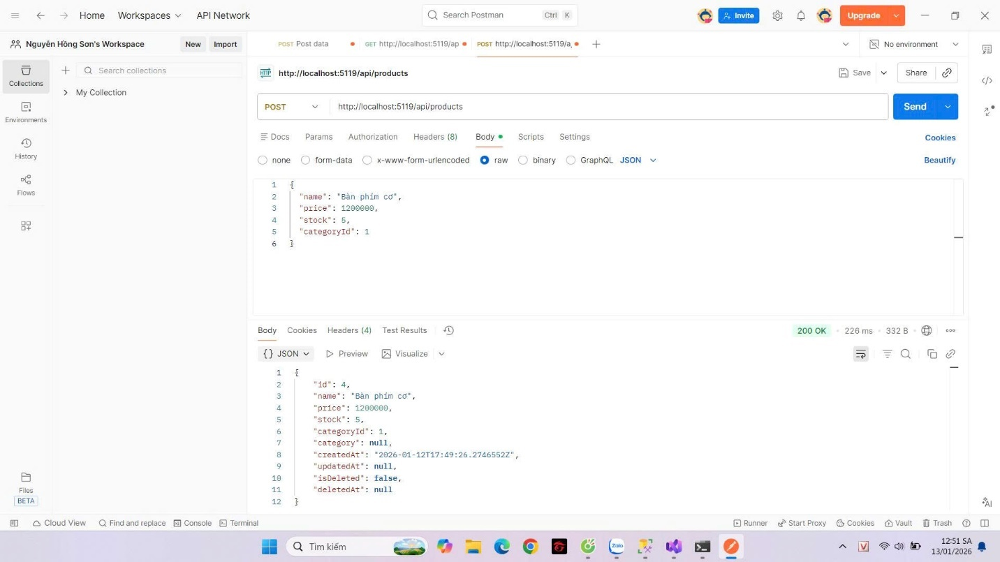 Home Workspaces API Network Search Postman Ctrl K Invite Upgrade
Nguyễn Hồng Sơn's Workspace New Import POST Post data GET http://localhost:5119/ap POST http://localhost:5119/a, No environment
Collections
Search collections
My Collection
Environments
History
Flows
Files
BETA
HTTP http://localhost:5119/api/products Save Share
POST http://localhost:5119/api/products Send
Docs Params Authorization Headers (8) Body Scripts Settings Cookies
none form-data x-www-form-urlencoded raw binary GraphQL JSON Beautify
1 {
2 "name": "Bàn phím cơ",
3 "price": 1200000,
4 "stock": 5,
5 "categoryId": 1
6 }
Body Cookies Headers (4) Test Results 200 OK • 226 ms • 332 B
{} JSON Preview Visualize
1 {
2 "id": 4,
3 "name": "Bàn phím cơ",
4 "price": 1200000,
5 "stock": 5,
6 "categoryId": 1,
7 "category": null,
8 "createdAt": "2026-01-12T17:49:26.2746552Z",
9 "updatedAt": null,
10 "isDeleted": false,
11 "deletedAt": null
12 }
AI
Cloud View Find and replace Console Terminal Runner Start Proxy Cookies Vault Trash
Tìm kiếm Zalo V 12:51 SA
13/01/2026